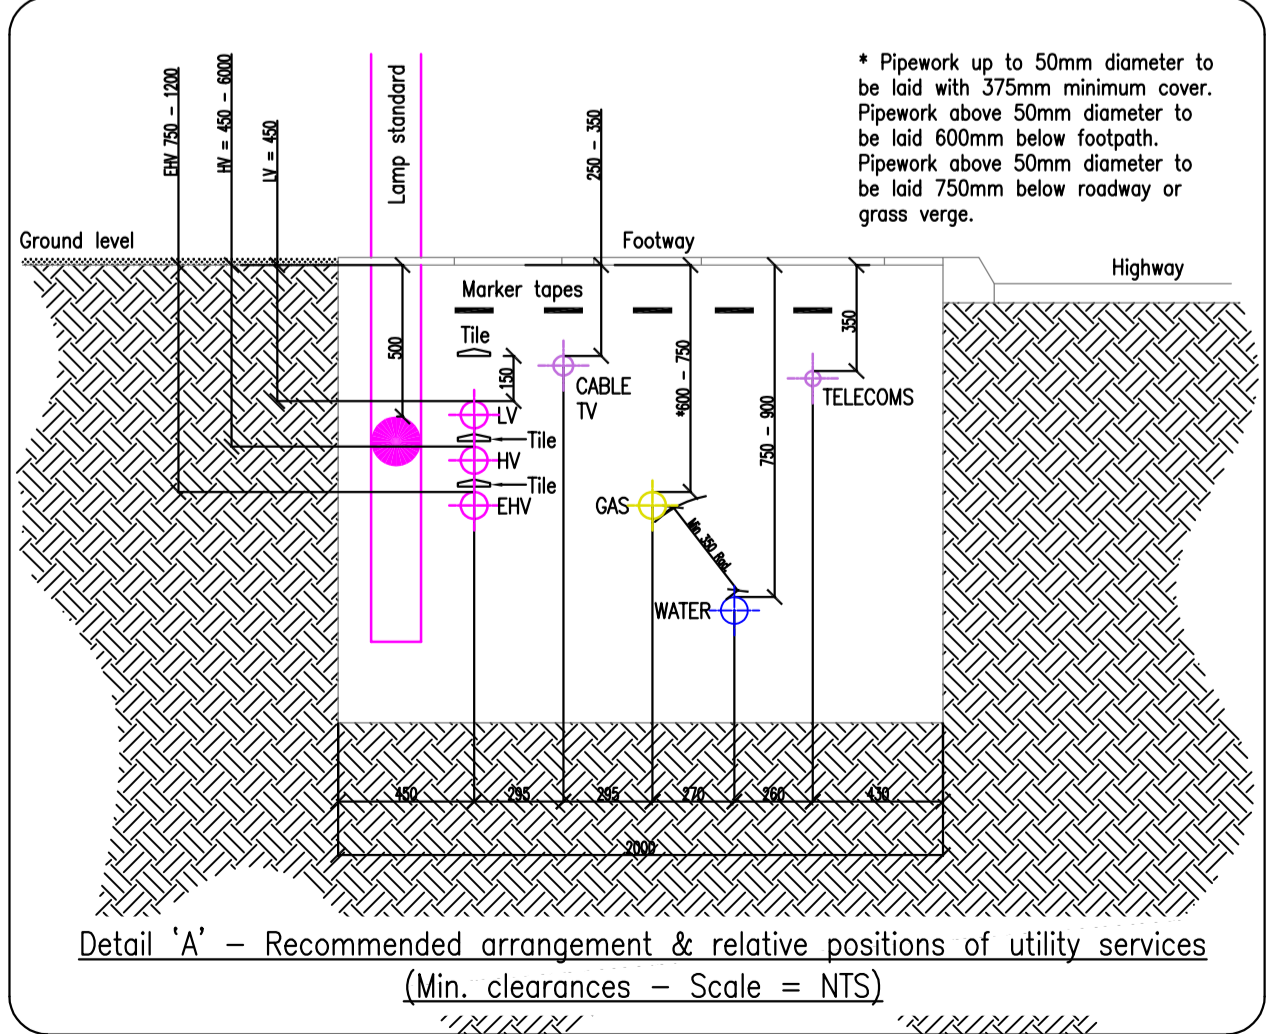 * Pipework up to 50mm diameter to
be laid with 375mm minimum cover.
Pipework above 50mm diameter to
be laid 600mm below footpath.
Pipework above 50mm diameter to
be laid 750mm below roadway or
grass verge.
EHV 750 - 1200
HV = 450 - 6000
LV = 450
Lamp standard
250 - 350
Ground level
Footway
Highway
Marker tapes
Tile
500
150
350
CABLE
TV
*600 - 750
TELECOMS
750 - 900
LV
Tile
HV
Tile
EHV
GAS
Min 350 Rad.
WATER
450
295
295
270
260
430
2000
Detail 'A' - Recommended arrangement & relative positions of utility services
(Min. clearances - Scale = NTS)